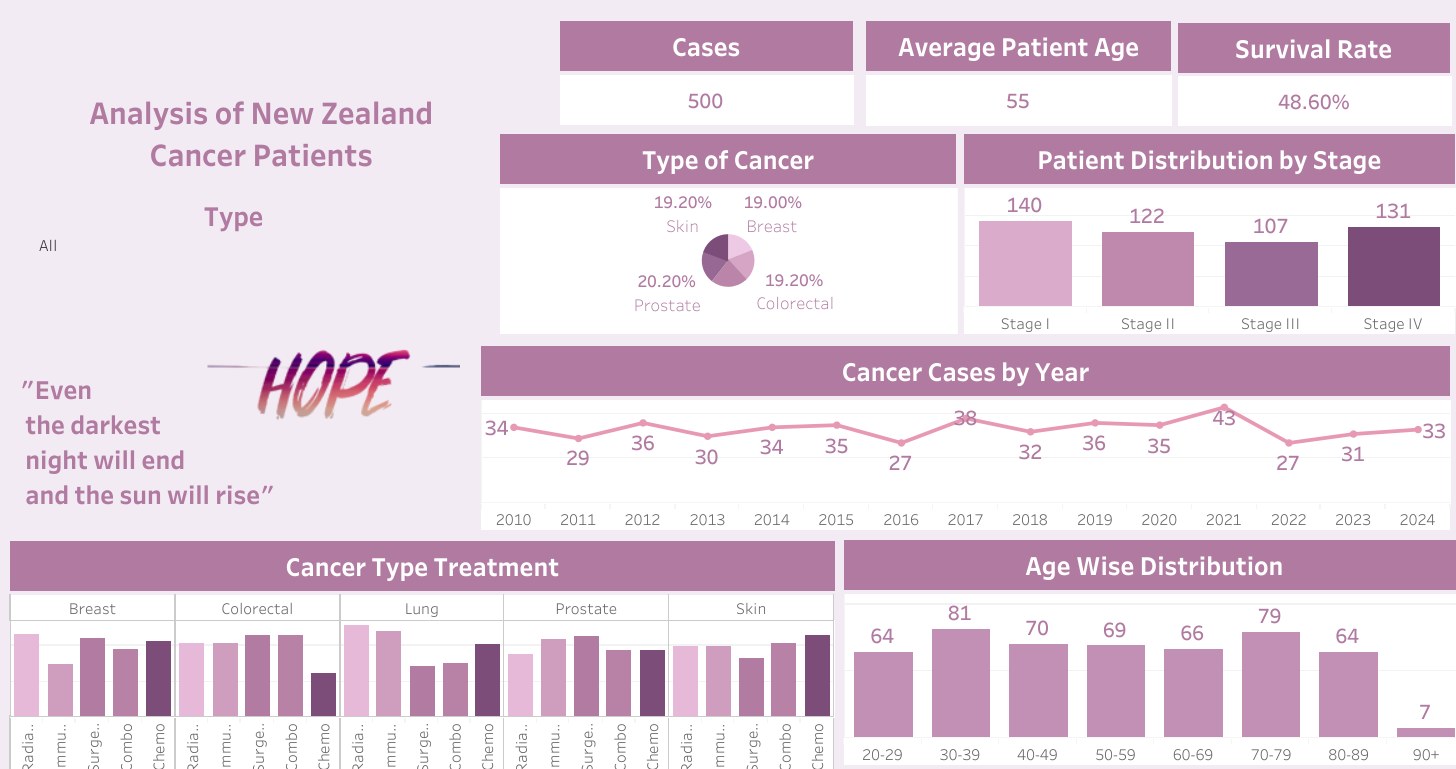 Cases
Average Patient Age
Survival Rate
500
55
48.60%
Analysis of New Zealand
Cancer Patients
Type
All
Type of Cancer
19.20%
19.00%
Skin
Breast
20.20%
19.20%
Prostate
Colorectal
Patient Distribution by Stage
140
122
107
131
Stage I
Stage II
Stage III
Stage IV
HOPE
"Even
the darkest
night will end
and the sun will rise"
Cancer Cases by Year
34
29
36
30
34
35
27
38
32
36
35
43
27
31
33
2010 2011 2012 2013 2014 2015 2016 2017 2018 2019 2020 2021 2022 2023 2024
Cancer Type Treatment
Breast Colorectal Lung Prostate Skin
Radia.. mmu.. Surge.. Combo Chemo
Radia.. mmu.. Surge.. Combo Chemo
Radia.. mmu.. Surge.. Combo Chemo
Radia.. mmu.. Surge.. Combo Chemo
Radia.. mmu.. Surge.. Combo Chemo
Age Wise Distribution
64
81
70
69
66
79
64
7
20-29 30-39 40-49 50-59 60-69 70-79 80-89 90+